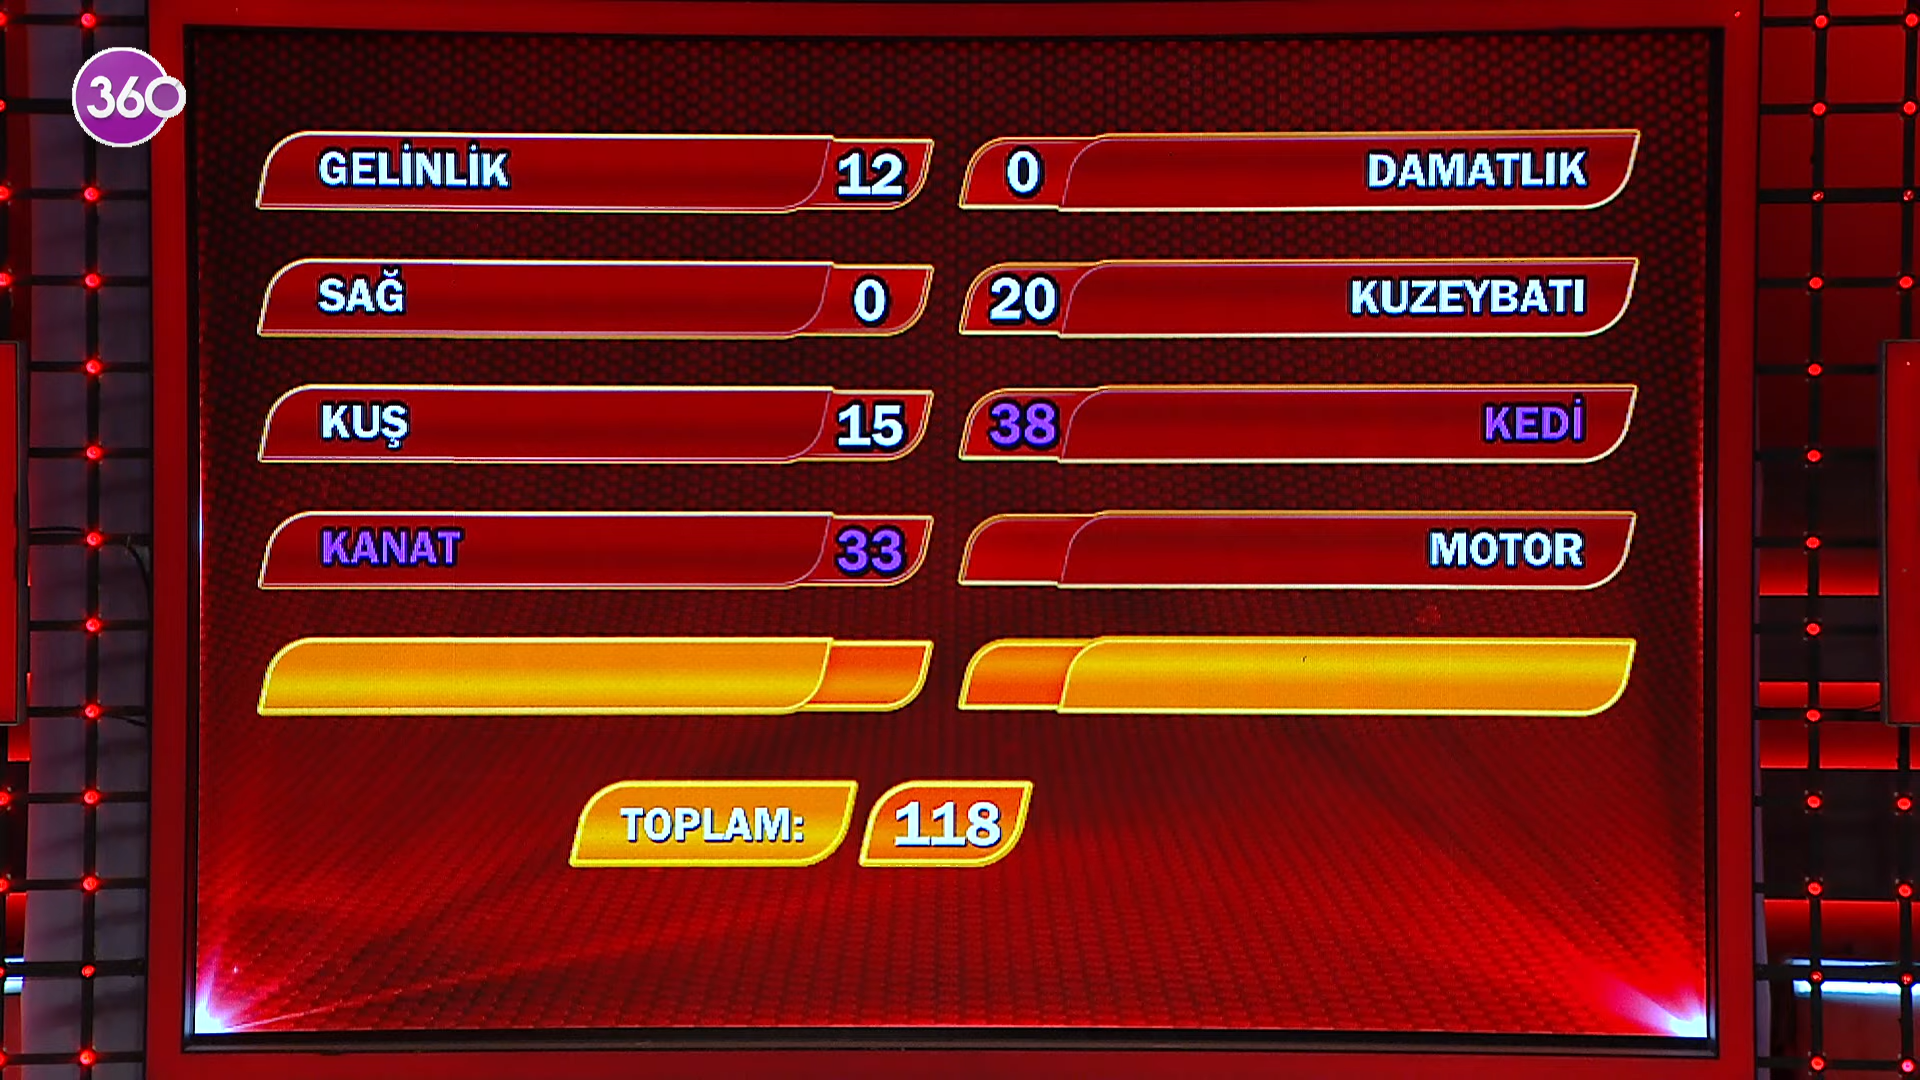 360
GELİNLİK 12 0 DAMATLIK
SAĞ 0 20 KUZEYBATI
KUŞ 15 38 KEDİ
KANAT 33 MOTOR
TOPLAM: 118